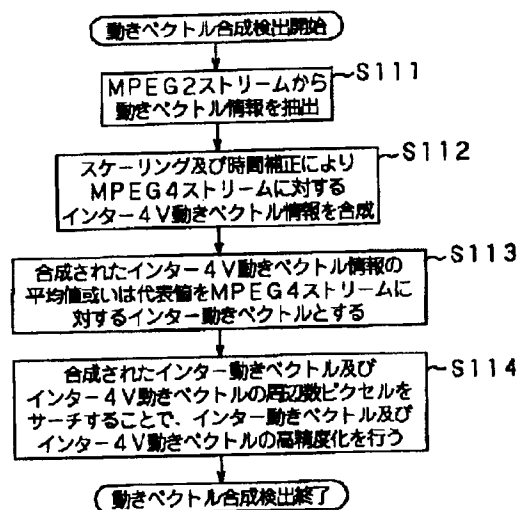 動きベクトル合成検出開始
MPEG2ストリームから
動きベクトル情報を抽出
S111
スケーリング及び時間補正により
MPEG4ストリームに対する
インター4V動きベクトル情報を合成
S112
合成されたインター4V動きベクトル情報の
平均値或いは代表値をMPEG4ストリームに
対するインター動きベクトルとする
S113
合成されたインター動きベクトル及び
インター4V動きベクトルの周辺数ピクセルを
サーチすることで、インター動きベクトル及び
インター4V動きベクトルの高精度化を行う
S114
動きベクトル合成検出終了